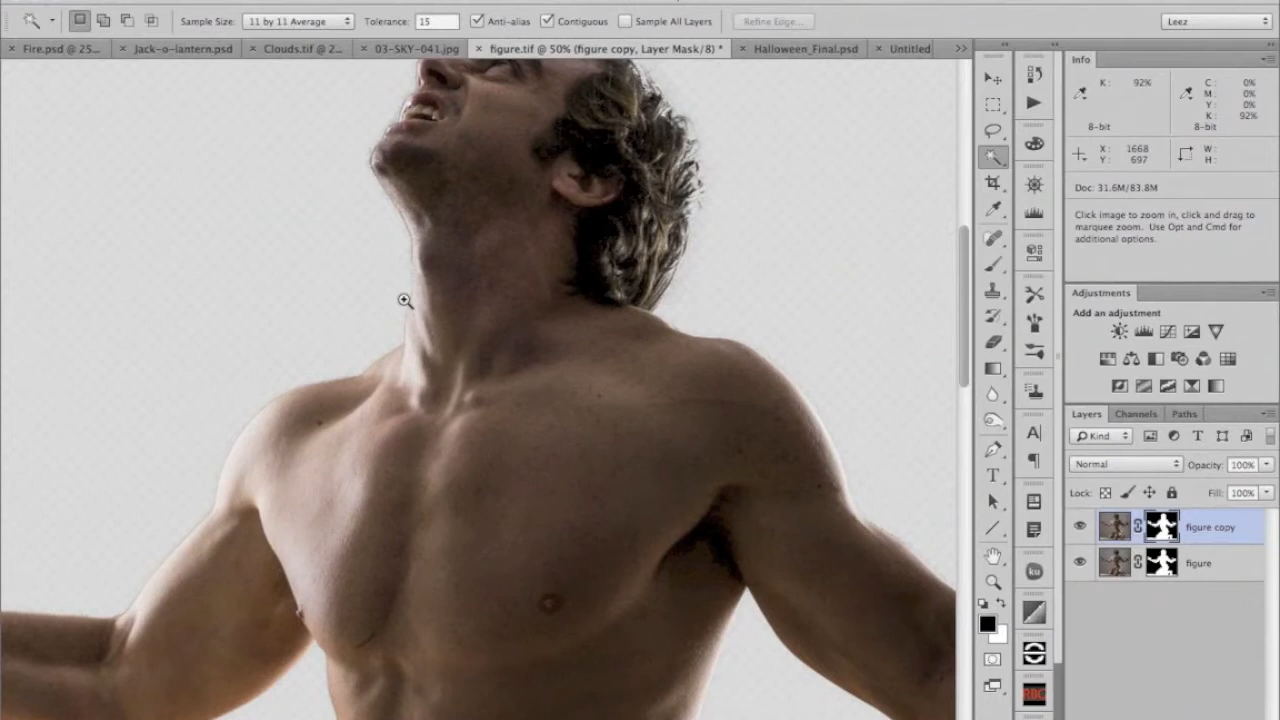 Sample Size: 11 by 11 Average Tolerance: 15 Anti-alias Contiguous Sample All Layers Refine Edge... Leez
× Fire.psd @ 25... × Jack-o-lantern.psd × Clouds.tif @ 2... × 03-SKY-041.jpg × figure.tif @ 50% (figure copy, Layer Mask/8) * × Halloween_Final.psd × Untitled >>
Info
K: 92% C: 0%
M: 0%
Y: 0%
K: 92%
8-bit 8-bit
X: 1668 W:
Y: 697 H:
Doc: 31.6M/83.8M
Click image to zoom in, click and drag to
marquee zoom. Use Opt and Cmd for
additional options.
Adjustments
Add an adjustment
Layers Channels Paths
Kind T
Normal Opacity: 100%
Lock: Fill: 100%
figure copy
figure
A|
T
ku
RBG